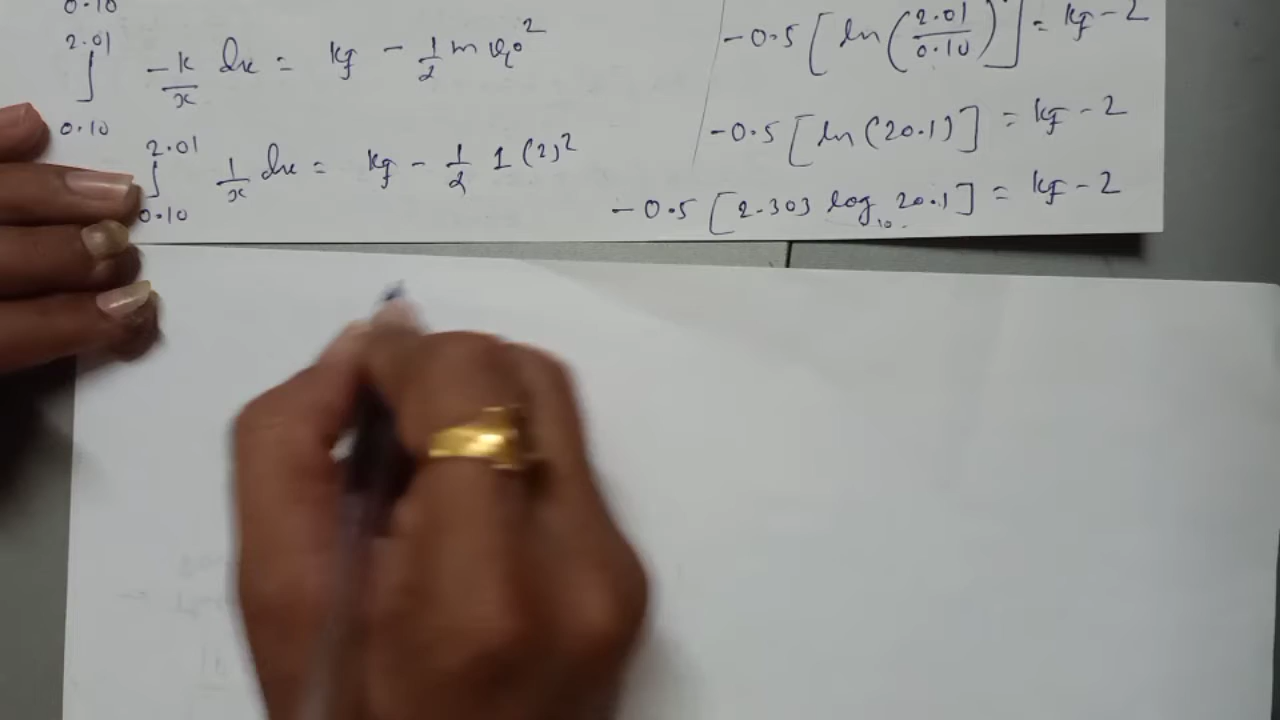 0.10
∫_{0.10}^{2.01} -k/x dx = kf - 1/2 m v₀²
∫_{0.10}^{2.01} 1/x dx = kf - 1/2 1 (2)²
-0.5 [ln (2.01/0.10)] = kf - 2
-0.5 [ln (20.1)] = kf - 2
-0.5 [2.303 log₁₀ 20.1] = kf - 2